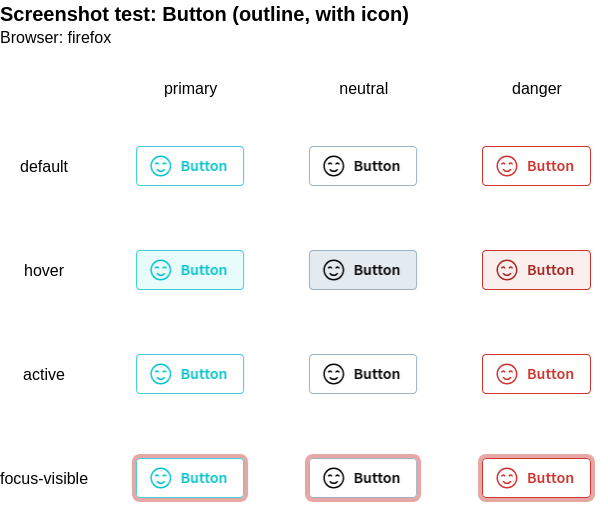 Screenshot test: Button (outline, with icon)
Browser: firefox
primary neutral danger
default Button Button Button
hover Button Button Button
active Button Button Button
focus-visible Button Button Button